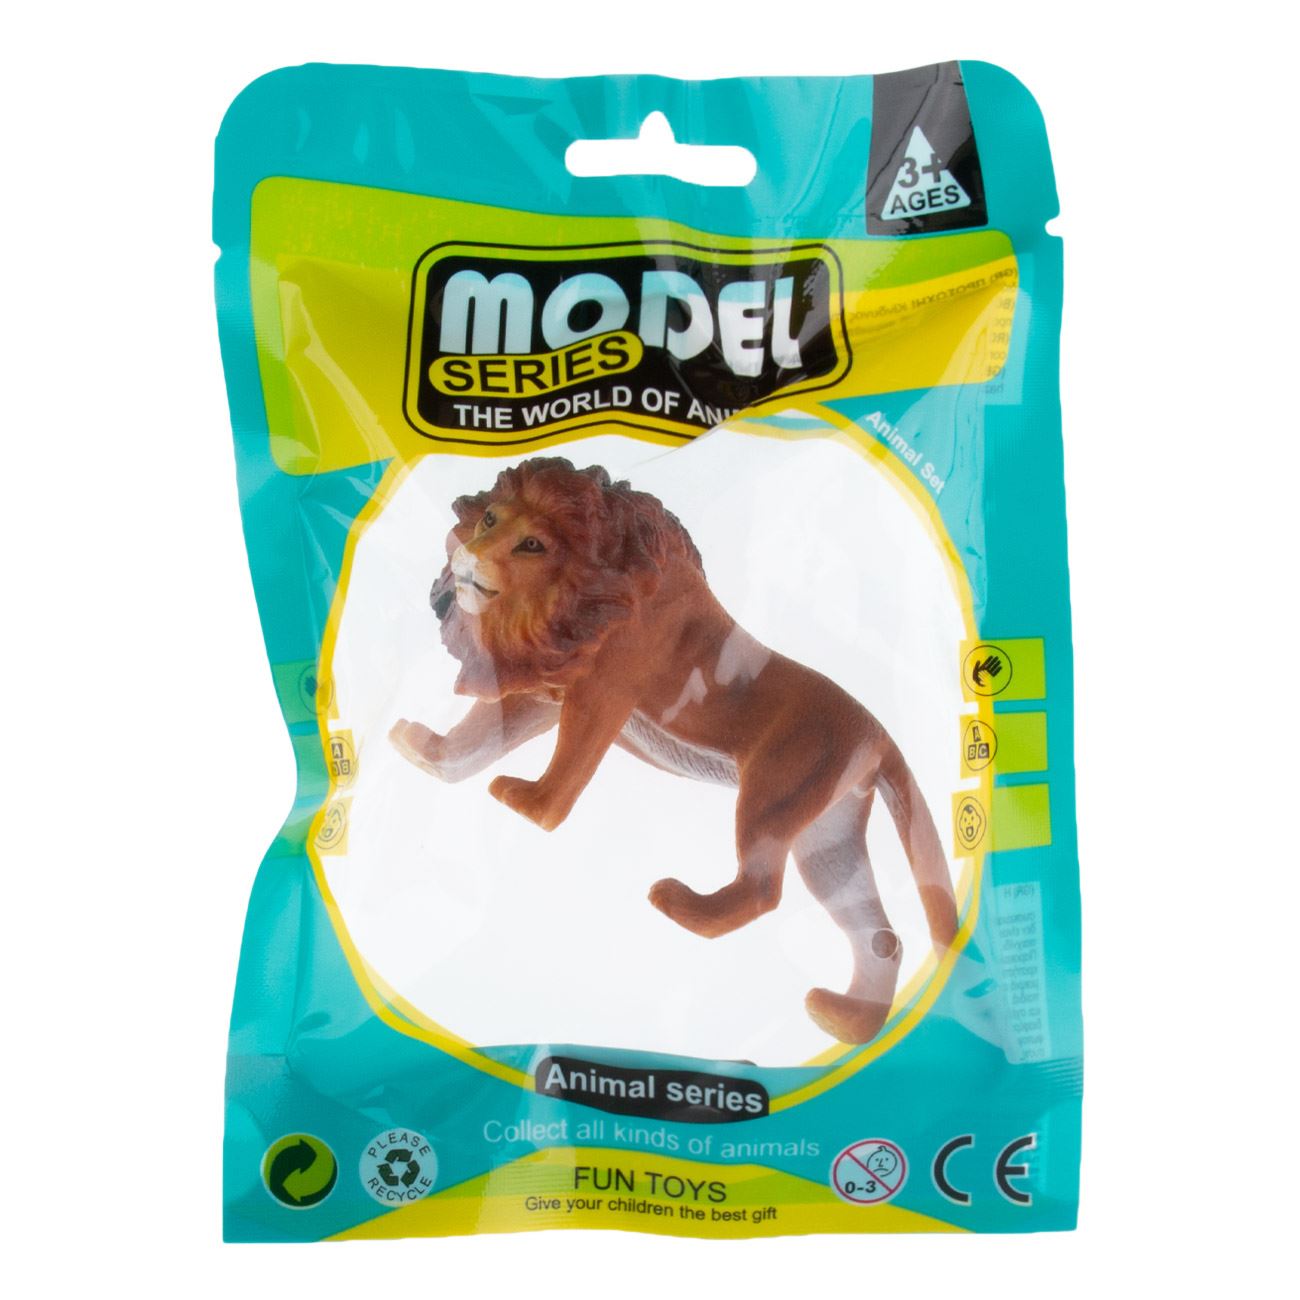 3+
AGES
MODEL
SERIES
THE WORLD OF
Animal Set
A
B
A
B C
Animal series
Collect all kinds of animals
PLEASE
RECYCLE
0-3
CE
FUN TOYS
Give your children the best gift